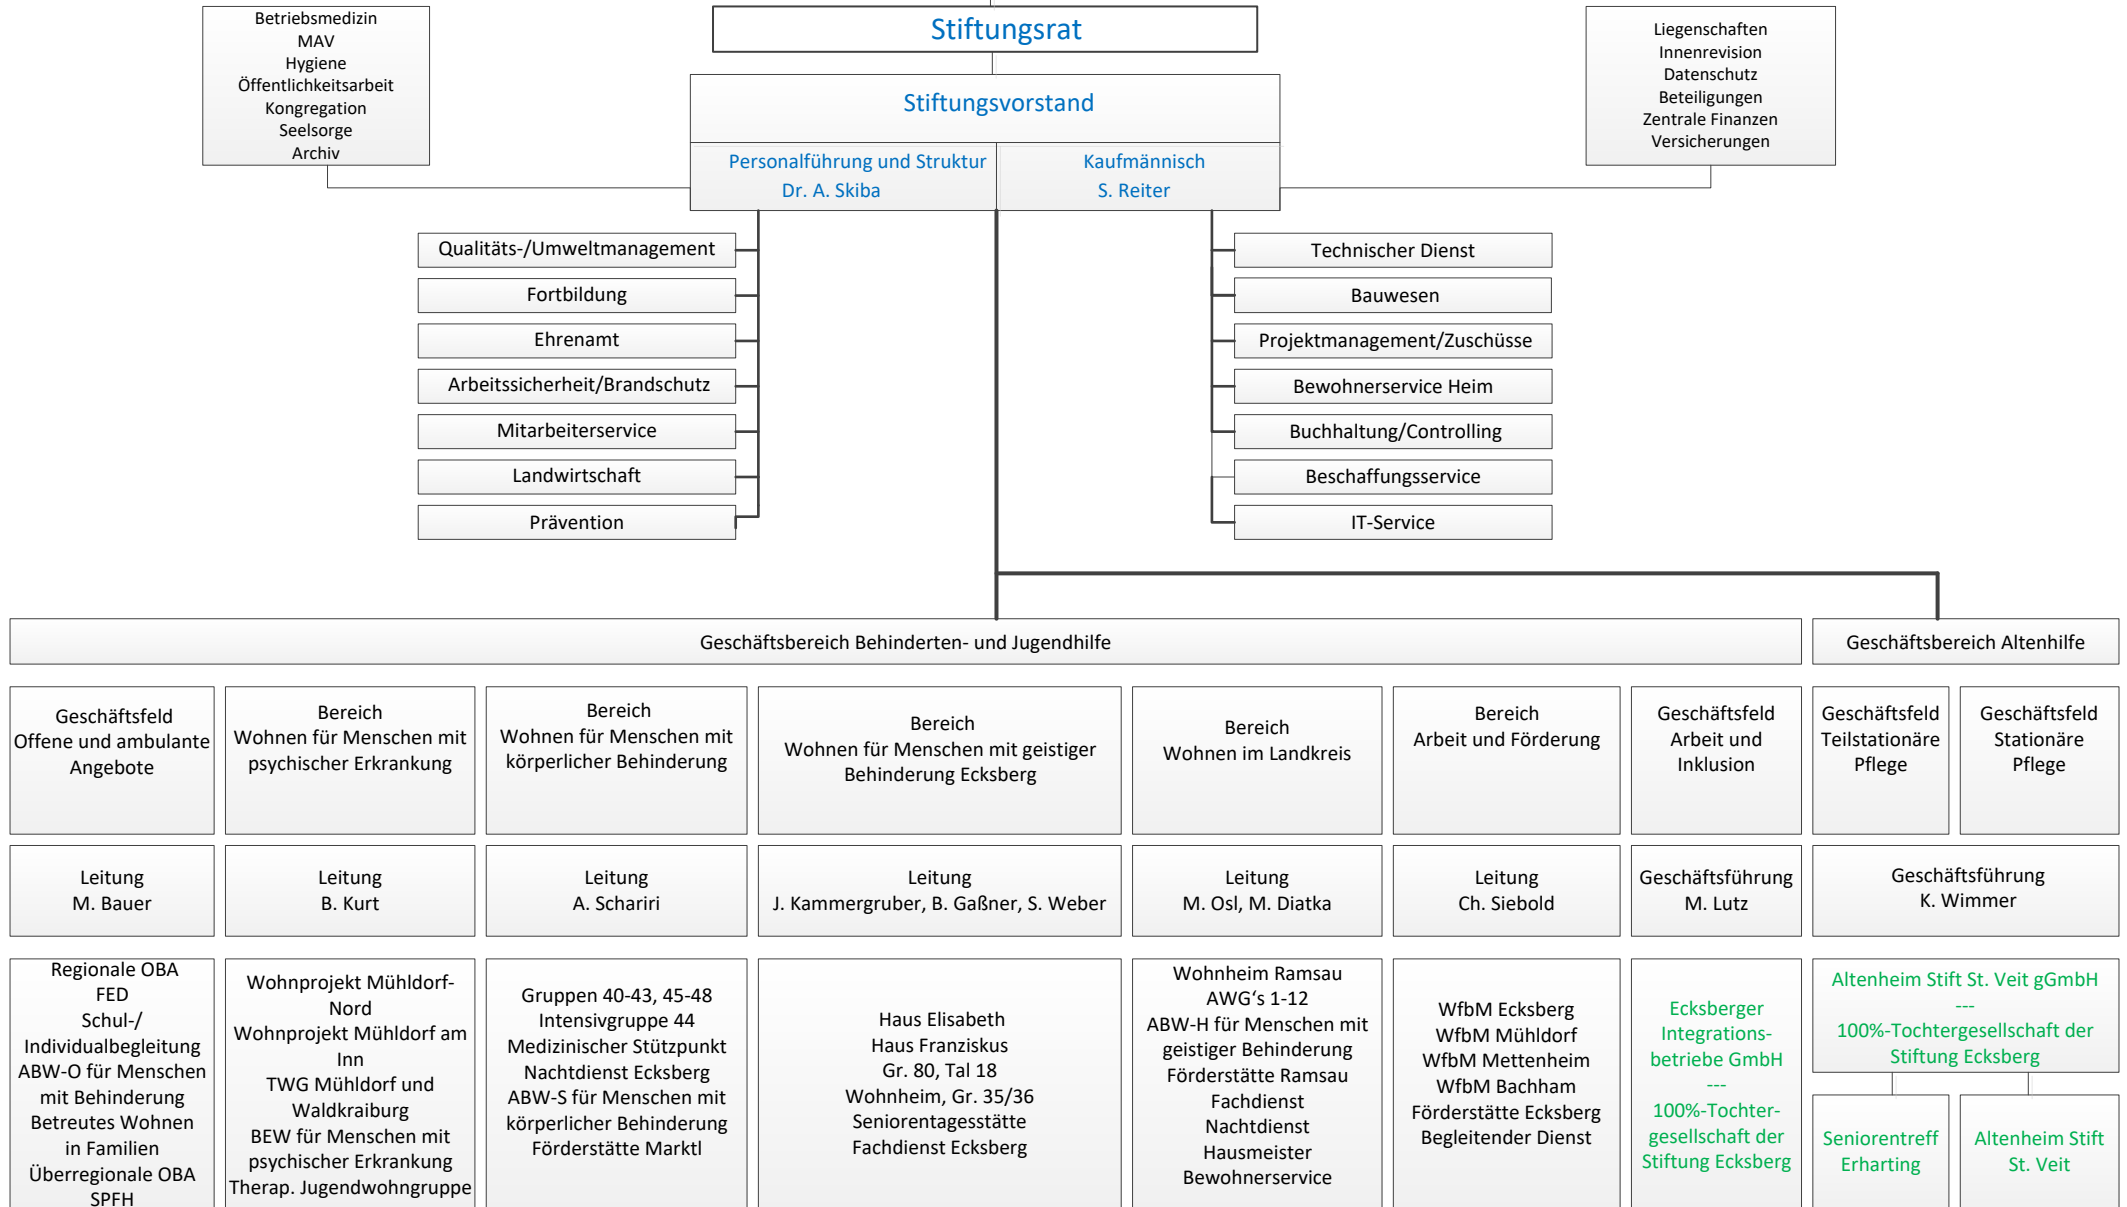 Betriebsmedizin
MAV
Hygiene
Öffentlichkeitsarbeit
Kongregation
Seelsorge
Archiv
Stiftungsrat
Stiftungsvorstand
Personalführung und Struktur
Dr. A. Skiba
Kaufmännisch
S. Reiter
Liegenschaften
Innenrevision
Datenschutz
Beteiligungen
Zentrale Finanzen
Versicherungen
Qualitäts-/Umweltmanagement
Fortbildung
Ehrenamt
Arbeitssicherheit/Brandschutz
Mitarbeiterservice
Landwirtschaft
Prävention
Technischer Dienst
Bauwesen
Projektmanagement/Zuschüsse
Bewohnerservice Heim
Buchhaltung/Controlling
Beschaffungsservice
IT-Service
Geschäftsbereich Behinderten- und Jugendhilfe
Geschäftsbereich Altenhilfe
Geschäftsfeld
Offene und ambulante
Angebote
Bereich
Wohnen für Menschen mit
psychischer Erkrankung
Bereich
Wohnen für Menschen mit
körperlicher Behinderung
Bereich
Wohnen für Menschen mit geistiger
Behinderung Ecksberg
Bereich
Wohnen im Landkreis
Bereich
Arbeit und Förderung
Geschäftsfeld
Arbeit und
Inklusion
Geschäftsfeld
Teilstationäre
Pflege
Geschäftsfeld
Stationäre
Pflege
Leitung
M. Bauer
Leitung
B. Kurt
Leitung
A. Schariri
Leitung
J. Kammergruber, B. Gaßner, S. Weber
Leitung
M. Osl, M. Diatka
Leitung
Ch. Siebold
Geschäftsführung
M. Lutz
Geschäftsführung
K. Wimmer
Regionale OBA
FED
Schul-/
Individualbegleitung
ABW-O für Menschen
mit Behinderung
Betreutes Wohnen
in Familien
Überregionale OBA
SPFH
Wohnprojekt Mühldorf-
Nord
Wohnprojekt Mühldorf am
Inn
TWG Mühldorf und
Waldkraiburg
BEW für Menschen mit
psychischer Erkrankung
Therap. Jugendwohngruppe
Gruppen 40-43, 45-48
Intensivgruppe 44
Medizinischer Stützpunkt
Nachtdienst Ecksberg
ABW-S für Menschen mit
körperlicher Behinderung
Förderstätte Marktl
Haus Elisabeth
Haus Franziskus
Gr. 80, Tal 18
Wohnheim, Gr. 35/36
Seniorentagesstätte
Fachdienst Ecksberg
Wohnheim Ramsau
AWG‘s 1-12
ABW-H für Menschen mit
geistiger Behinderung
Förderstätte Ramsau
Fachdienst
Nachtdienst
Hausmeister
Bewohnerservice
WfbM Ecksberg
WfbM Mühldorf
WfbM Mettenheim
WfbM Bachham
Förderstätte Ecksberg
Begleitender Dienst
Ecksberger
Integrations-
betriebe GmbH
---
100%-Tochter-
gesellschaft der
Stiftung Ecksberg
Altenheim Stift St. Veit gGmbH
---
100%-Tochtergesellschaft der
Stiftung Ecksberg
Seniorentreff
Erharting
Altenheim Stift
St. Veit